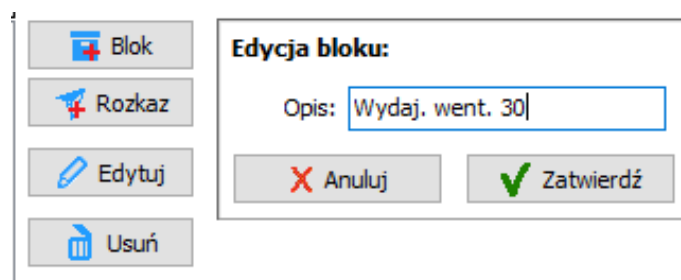 Blok
Rozkaz
Edytuj
Usuń
Edycja bloku:
Opis: Wydaj. went. 30
Anuluj Zatwierdź